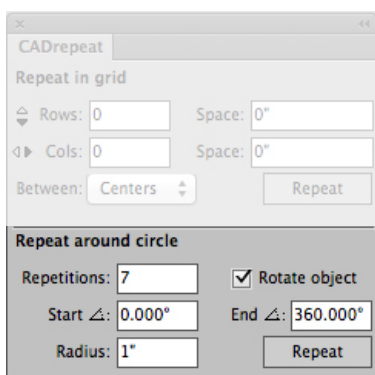 CADrepeat
Repeat in grid
Rows: 0 Space: 0"
Cols: 0 Space: 0"
Between: Centers Repeat
Repeat around circle
Repetitions: 7 Rotate object
Start ∠: 0.000° End ∠: 360.000°
Radius: 1" Repeat